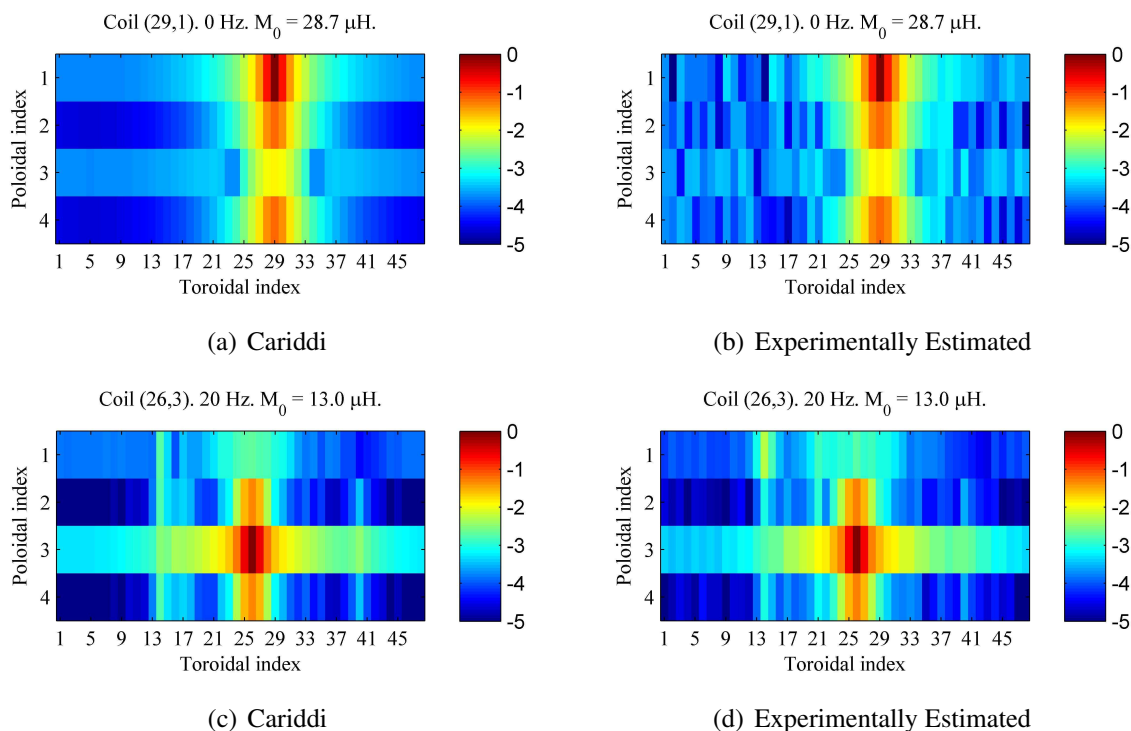 Coil (29,1). 0 Hz. M0 = 28.7 μH.
Poloidal index
1
2
3
4
1 5 9 13 17 21 25 29 33 37 41 45
Toroidal index
0
-1
-2
-3
-4
-5
(a) Cariddi
Coil (29,1). 0 Hz. M0 = 28.7 μH.
Poloidal index
1
2
3
4
1 5 9 13 17 21 25 29 33 37 41 45
Toroidal index
0
-1
-2
-3
-4
-5
(b) Experimentally Estimated
Coil (26,3). 20 Hz. M0 = 13.0 μH.
Poloidal index
1
2
3
4
1 5 9 13 17 21 25 29 33 37 41 45
Toroidal index
0
-1
-2
-3
-4
-5
(c) Cariddi
Coil (26,3). 20 Hz. M0 = 13.0 μH.
Poloidal index
1
2
3
4
1 5 9 13 17 21 25 29 33 37 41 45
Toroidal index
0
-1
-2
-3
-4
-5
(d) Experimentally Estimated